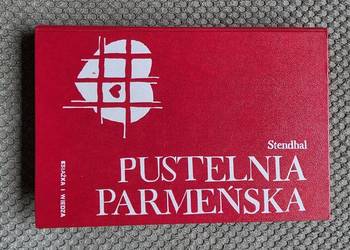 Stendhal
PUSTELNIA
PARMEŃSKA
KSIĄŻKA I WIEDZA